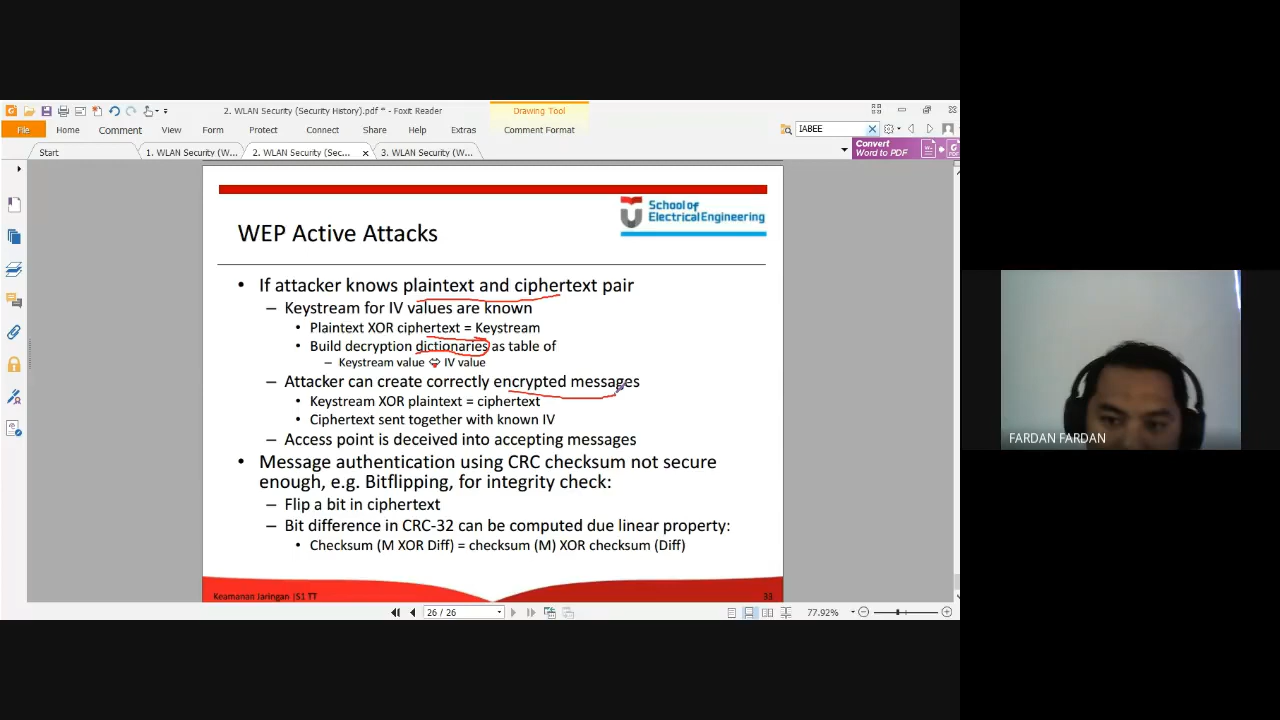 2. WLAN Security (Security History).pdf * - Foxit Reader
Drawing Tool
File Home Comment View Form Protect Connect Share Help Extras Comment Format
IABEE
Start 1. WLAN Security (W... 2. WLAN Security (Sec... x 3. WLAN Security (W...
Convert
Word to PDF
School of
Electrical Engineering
WEP Active Attacks
• If attacker knows plaintext and ciphertext pair
– Keystream for IV values are known
• Plaintext XOR ciphertext = Keystream
• Build decryption dictionaries as table of
– Keystream value ⇔ IV value
– Attacker can create correctly encrypted messages
• Keystream XOR plaintext = ciphertext
• Ciphertext sent together with known IV
– Access point is deceived into accepting messages
• Message authentication using CRC checksum not secure
enough, e.g. Bitflipping, for integrity check:
– Flip a bit in ciphertext
– Bit difference in CRC-32 can be computed due linear property:
• Checksum (M XOR Diff) = checksum (M) XOR checksum (Diff)
Keamanan Jaringan |S1 TT
33
26 / 26
77.92%
FARDAN FARDAN